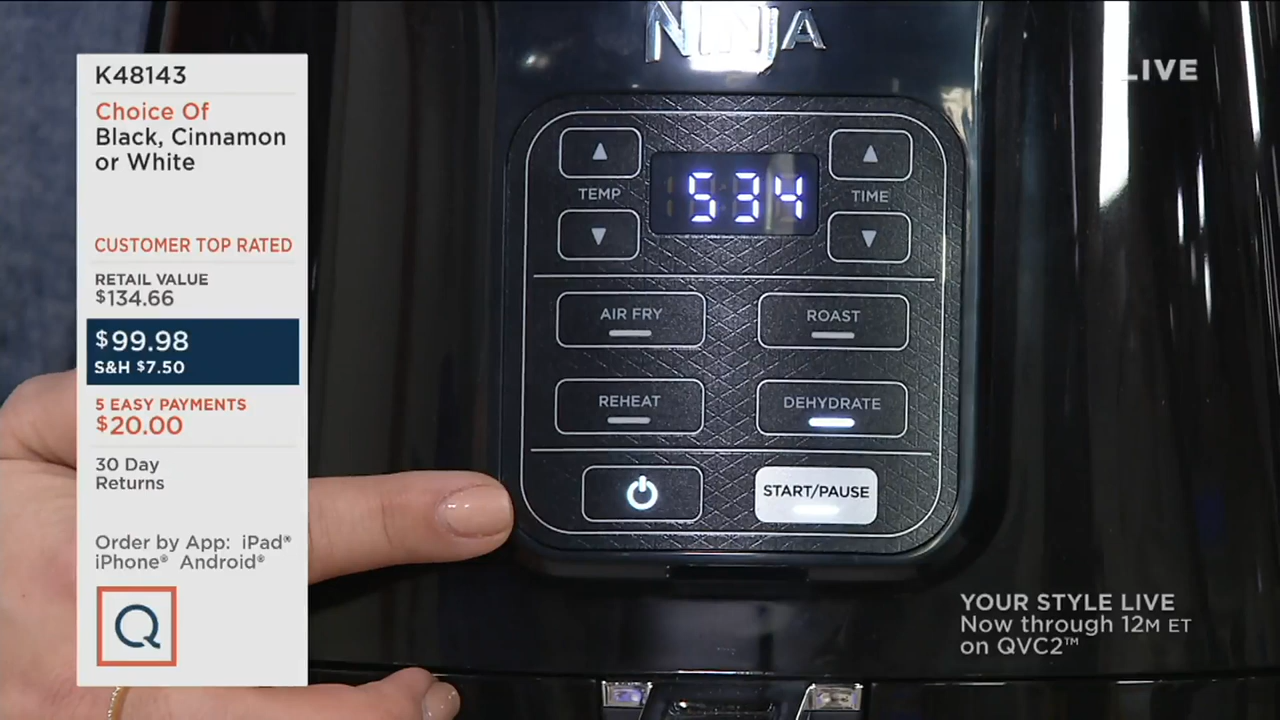 K48143
Choice Of
Black, Cinnamon
or White
CUSTOMER TOP RATED
RETAIL VALUE
$134.66
$99.98
S&H $7.50
5 EASY PAYMENTS
$20.00
30 Day
Returns
Order by App: iPad®
iPhone® Android®
Q
NINJA
TEMP
534
TIME
AIR FRY
ROAST
REHEAT
DEHYDRATE
START/PAUSE
LIVE
YOUR STYLE LIVE
Now through 12M ET
on QVC2™